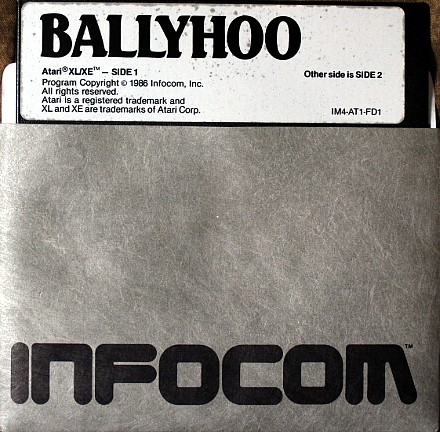 BALLYHOO
Atari® XL/XE™ — SIDE 1
Other side is SIDE 2
Program Copyright © 1986 Infocom, Inc.
All rights reserved.
Atari is a registered trademark and
XL and XE are trademarks of Atari Corp.
IM4-AT1-FD1
INFOCOM™